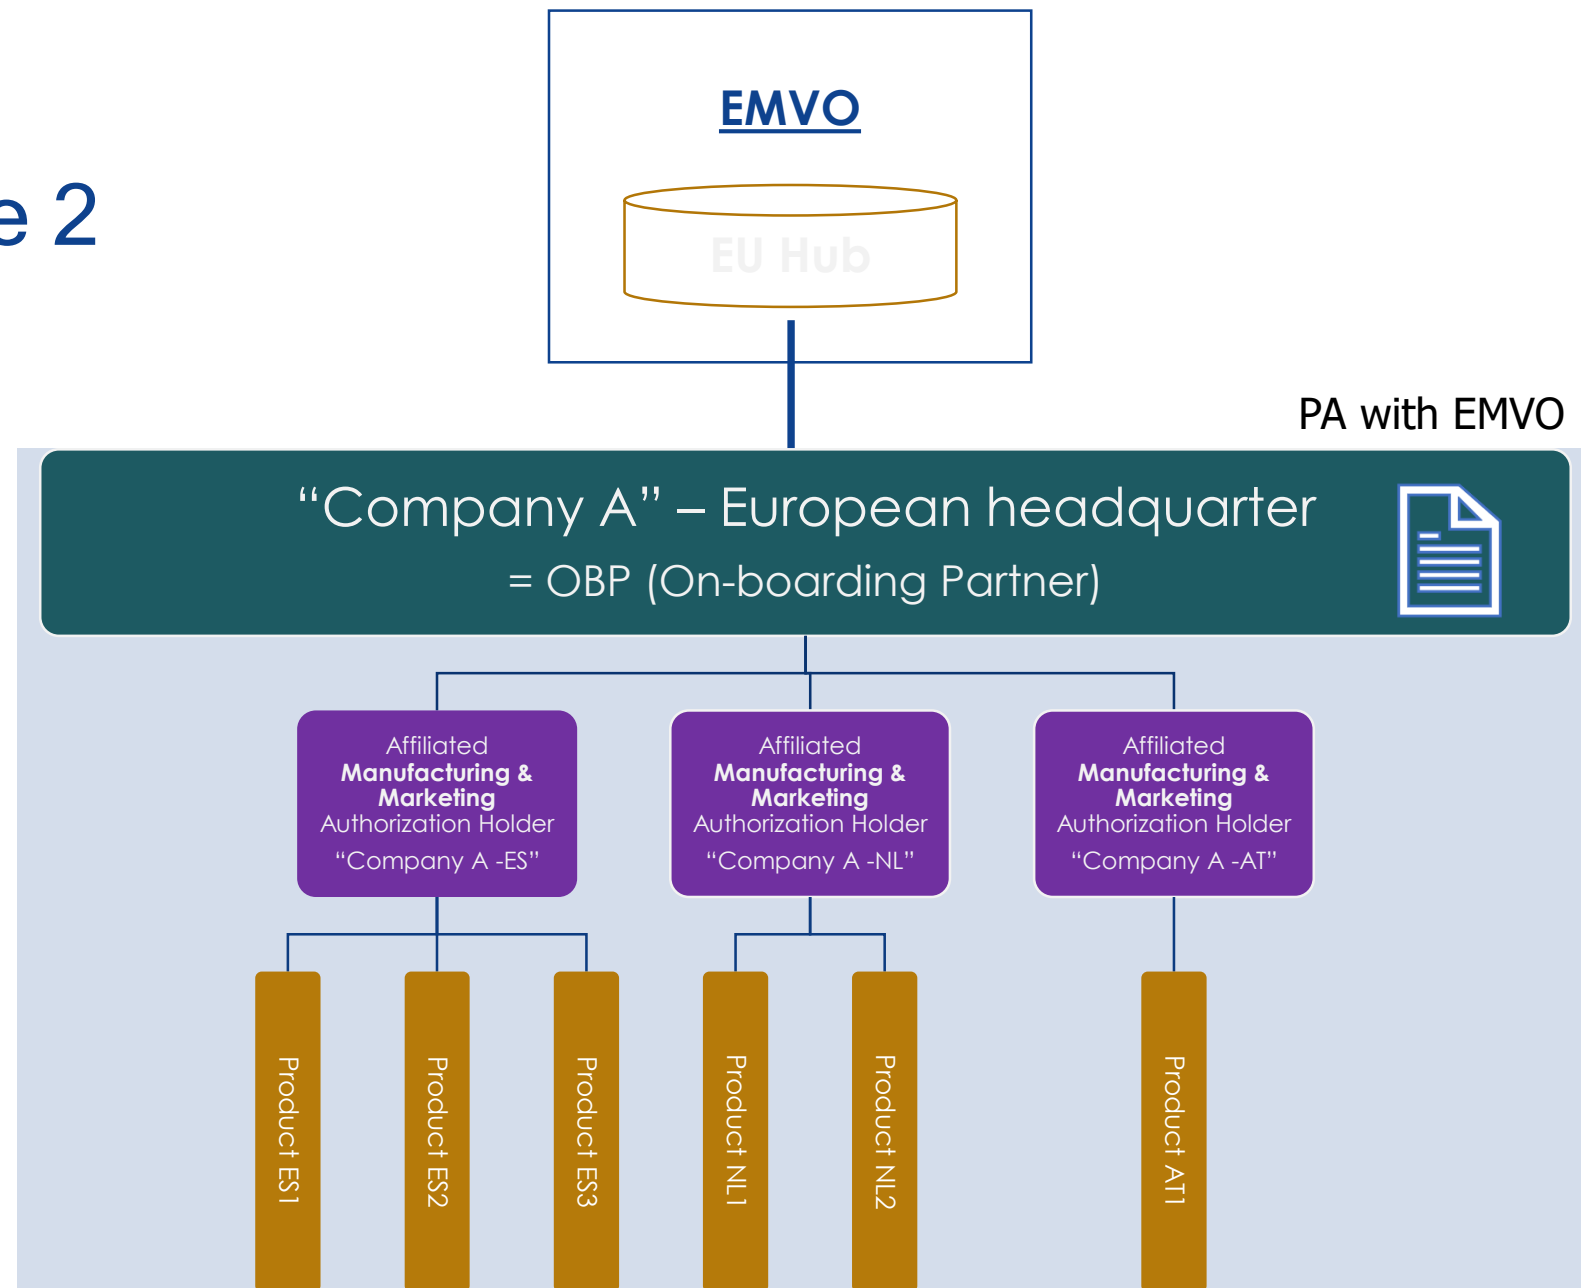 EMVO
e 2
EU Hub
PA with EMVO
“Company A” – European headquarter
= OBP (On-boarding Partner)
Affiliated
Manufacturing &
Marketing
Authorization Holder
“Company A -ES”
Affiliated
Manufacturing &
Marketing
Authorization Holder
“Company A -NL”
Affiliated
Manufacturing &
Marketing
Authorization Holder
“Company A -AT”
Product ES1
Product ES2
Product ES3
Product NL1
Product NL2
Product AT1